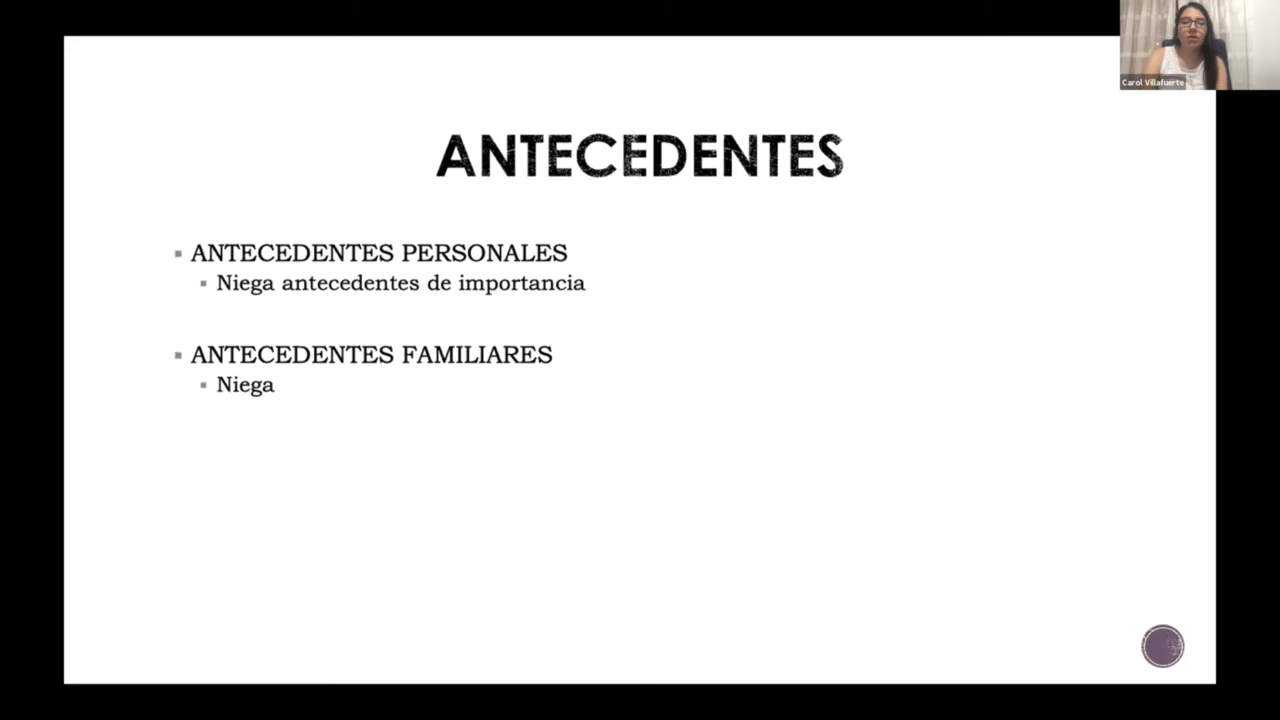 Carol Villafuerte
ANTECEDENTES
ANTECEDENTES PERSONALES
Niega antecedentes de importancia
ANTECEDENTES FAMILIARES
Niega